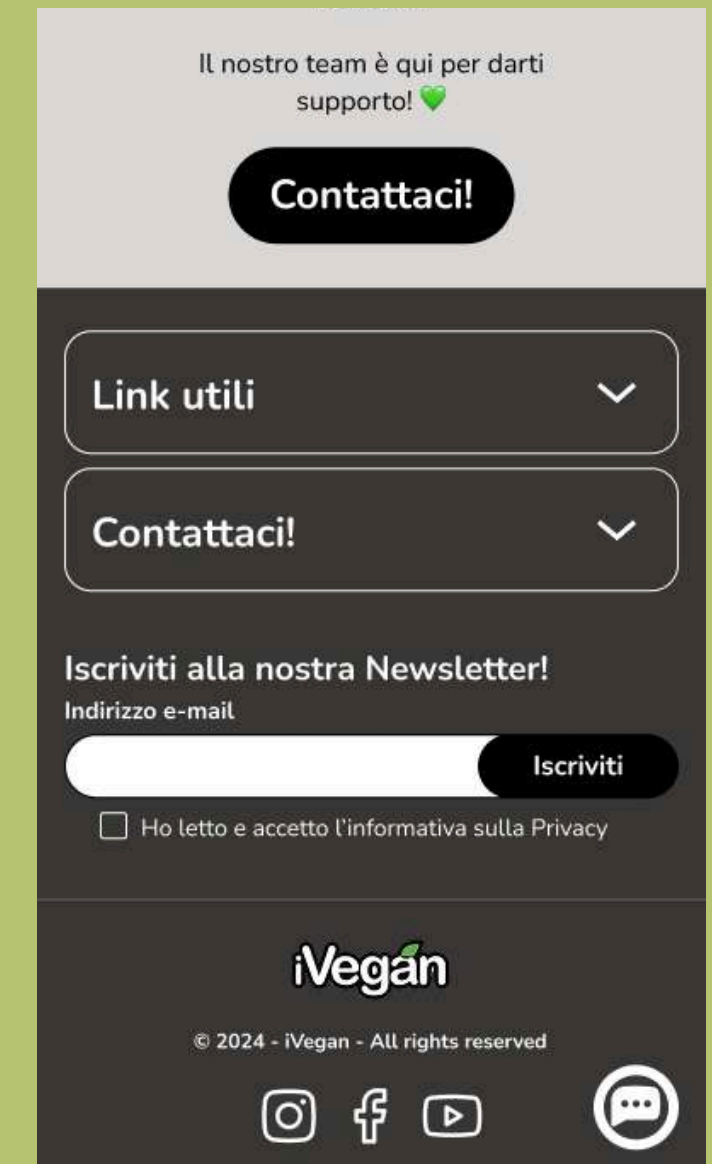 Il nostro team è qui per darti
supporto! 💚
Contattaci!
Link utili
Contattaci!
Iscriviti alla nostra Newsletter!
Indirizzo e-mail
Iscriviti
Ho letto e accetto l'informativa sulla Privacy
iVegan
© 2024 - iVegan - All rights reserved